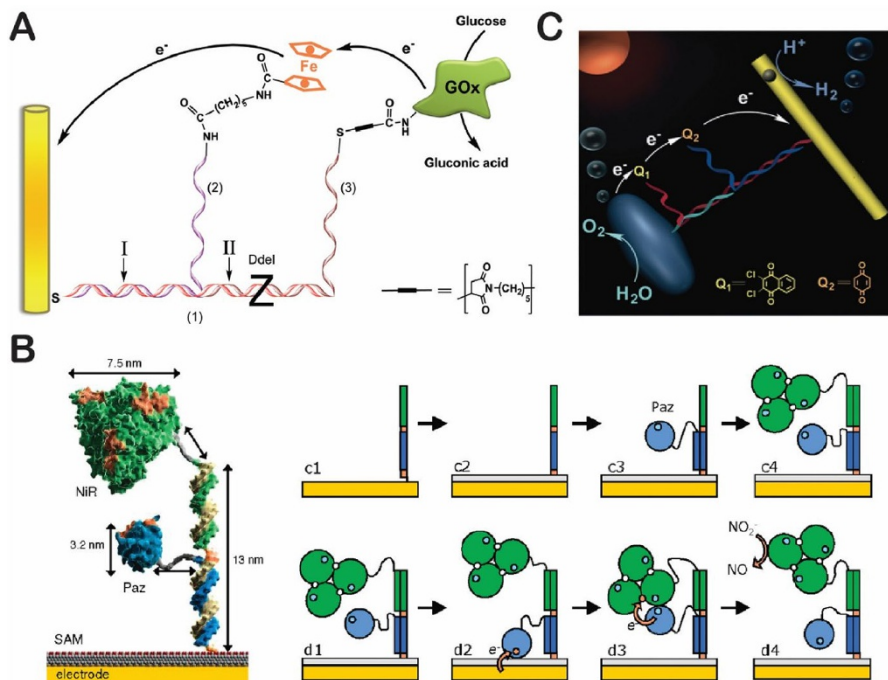 A
e-
Fe
e-
Glucose
GOx
Gluconic acid
O
C
(CH2)5
HN
C
O
O
C
NH
S
O
C
N
H
(2)
(3)
I
II
DdeI
Z
S
(1)
=
O
N-(CH2)5
O
C
H+
H2
e-
Q2
e-
e-
Q1
O2
H2O
Q1 =
Cl
Cl
O
O
Q2 =
O
O
B
7.5 nm
NiR
3.2 nm
Paz
13 nm
SAM
electrode
c1
c2
Paz
c3
c4
d1
e-
d2
e-
d3
NO2-
NO
d4